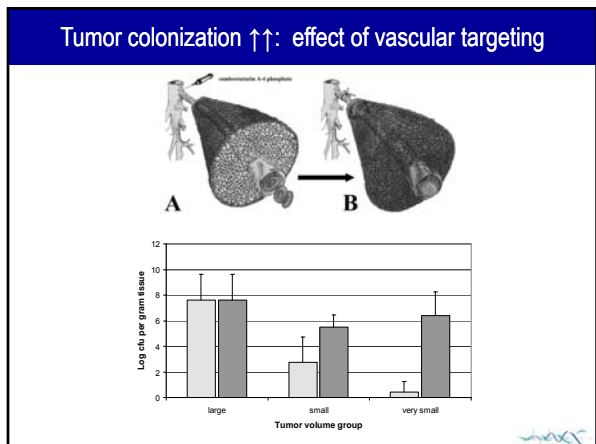 Tumor colonization ↑↑: effect of vascular targeting
combretastatin A-4 phosphate
A
B
Log cfu per gram tissue
12
10
8
6
4
2
0
large small very small
Tumor volume group